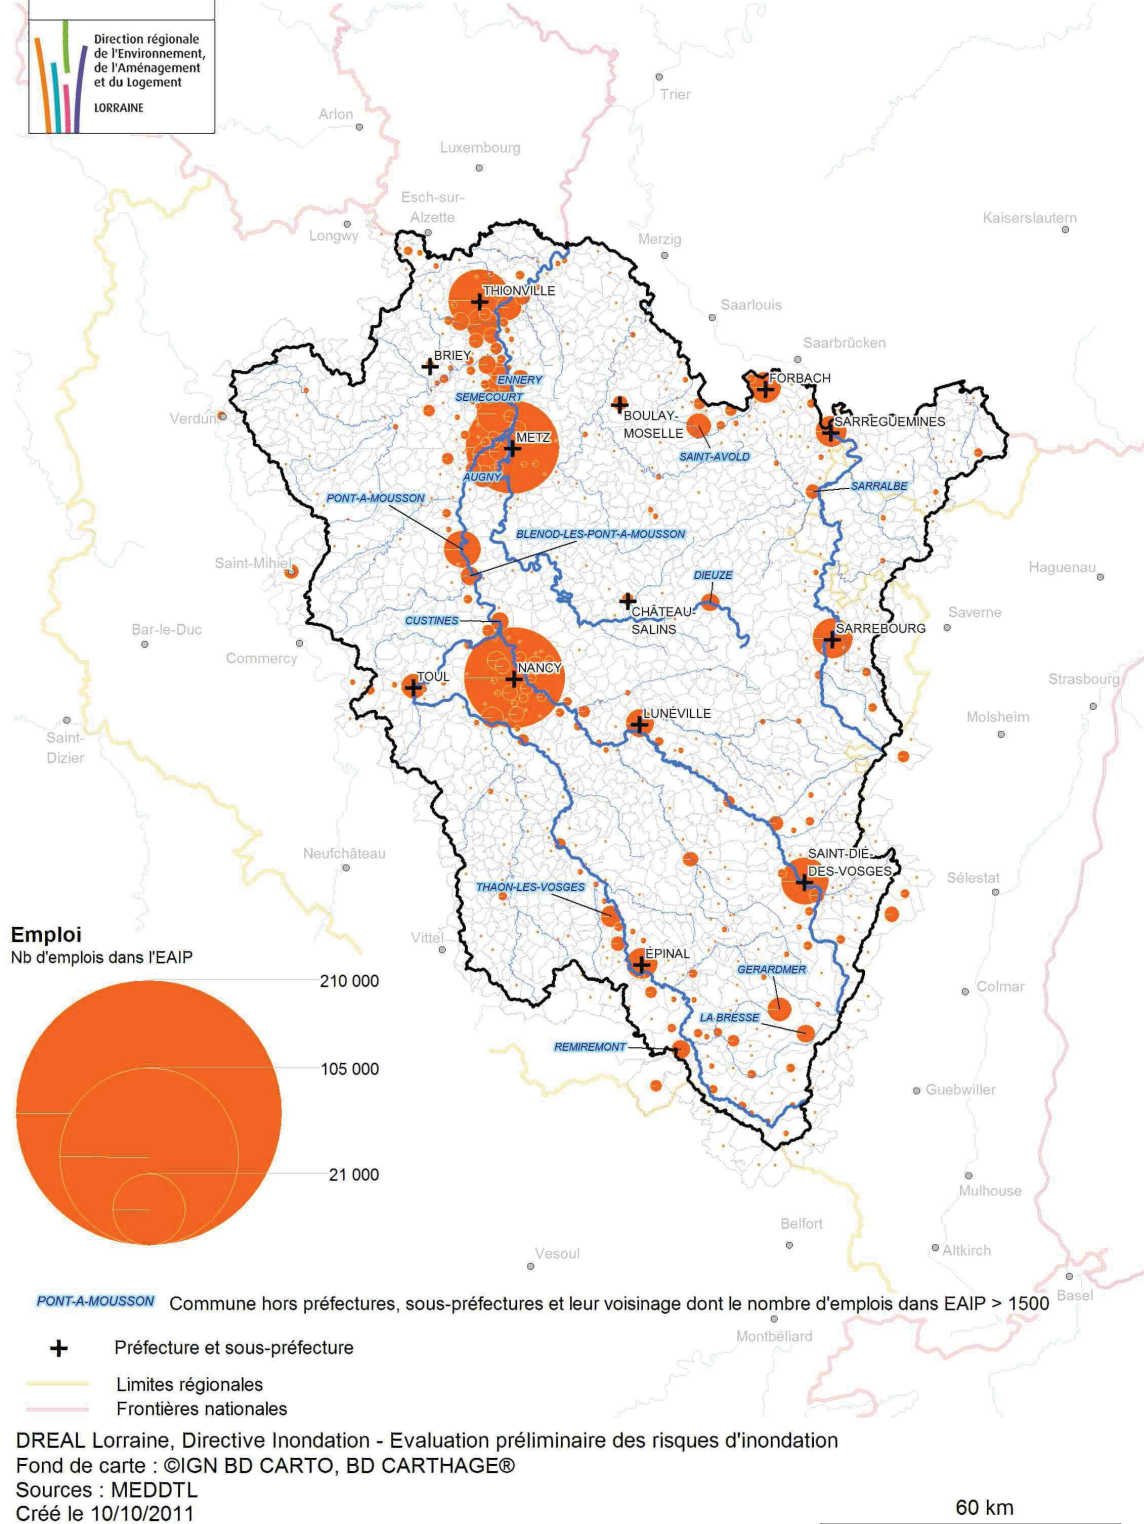 Direction régionale
de l'Environnement,
de l'Aménagement
et du Logement
LORRAINE
Trier
Arlon
Luxembourg
Esch-sur-
Alzette
Longwy
Kaiserslautern
Merzig
THIONVILLE
Saarlouis
Saarbrücken
BRIEY
ENNERY
FORBACH
SEMECOURT
Verdun
BOULAY-
MOSELLE
SARREGUEMINES
METZ
SAINT-AVOLD
AUGNY
SARRALBE
PONT-A-MOUSSON
BLENOD-LES-PONT-A-MOUSSON
Saint-Mihiel
DIEUZE
Haguenau
CHÂTEAU-
SALINS
Saverne
CUSTINES
Bar-le-Duc
SARREBOURG
Commercy
NANCY
TOUL
Strasbourg
LUNÉVILLE
Molsheim
Saint-
Dizier
Neufchâteau
SAINT-DIÉ-
DES-VOSGES
Sélestat
THAON-LES-VOSGES
Emploi
Nb d'emplois dans l'EAIP
Vittel
ÉPINAL
GERARDMER
210 000
Colmar
LA-BRESSE
REMIREMONT
105 000
Guebwiller
21 000
Mulhouse
Belfort
Vesoul
Altkirch
Basel
PONT-A-MOUSSON Commune hors préfectures, sous-préfectures et leur voisinage dont le nombre d'emplois dans EAIP > 1500
Montbéliard
Préfecture et sous-préfecture
Limites régionales
Frontières nationales
DREAL Lorraine, Directive Inondation - Evaluation préliminaire des risques d'inondation
Fond de carte : ©IGN BD CARTO, BD CARTHAGE®
Sources : MEDDTL
Créé le 10/10/2011
60 km